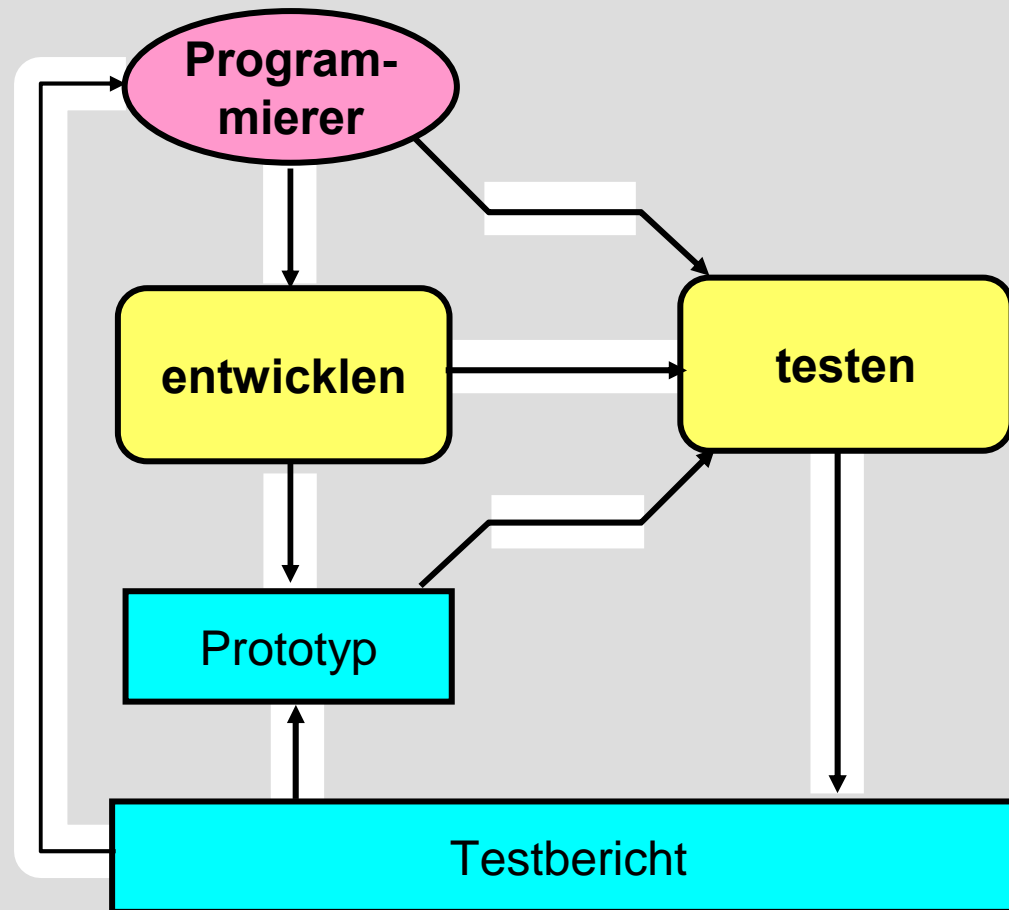 Program-
mierer
entwicklen
testen
Prototyp
Testbericht